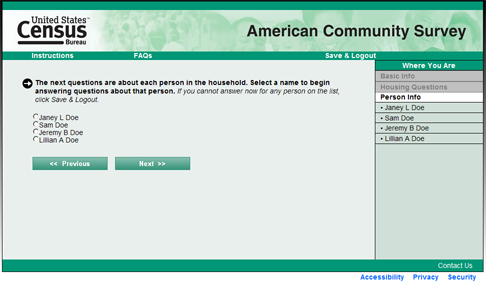 United States™
Census
Bureau
American Community Survey
Instructions FAQs Save & Logout
The next questions are about each person in the household. Select a name to begin
answering questions about that person. If you cannot answer now for any person on the list,
click Save & Logout.
Janey L Doe
Sam Doe
Jeremy B Doe
Lillian A Doe
<< Previous Next >>
Where You Are
Basic Info
Housing Questions
Person Info
• Janey L Doe
• Sam Doe
• Jeremy B Doe
• Lillian A Doe
Contact Us
Accessibility Privacy Security